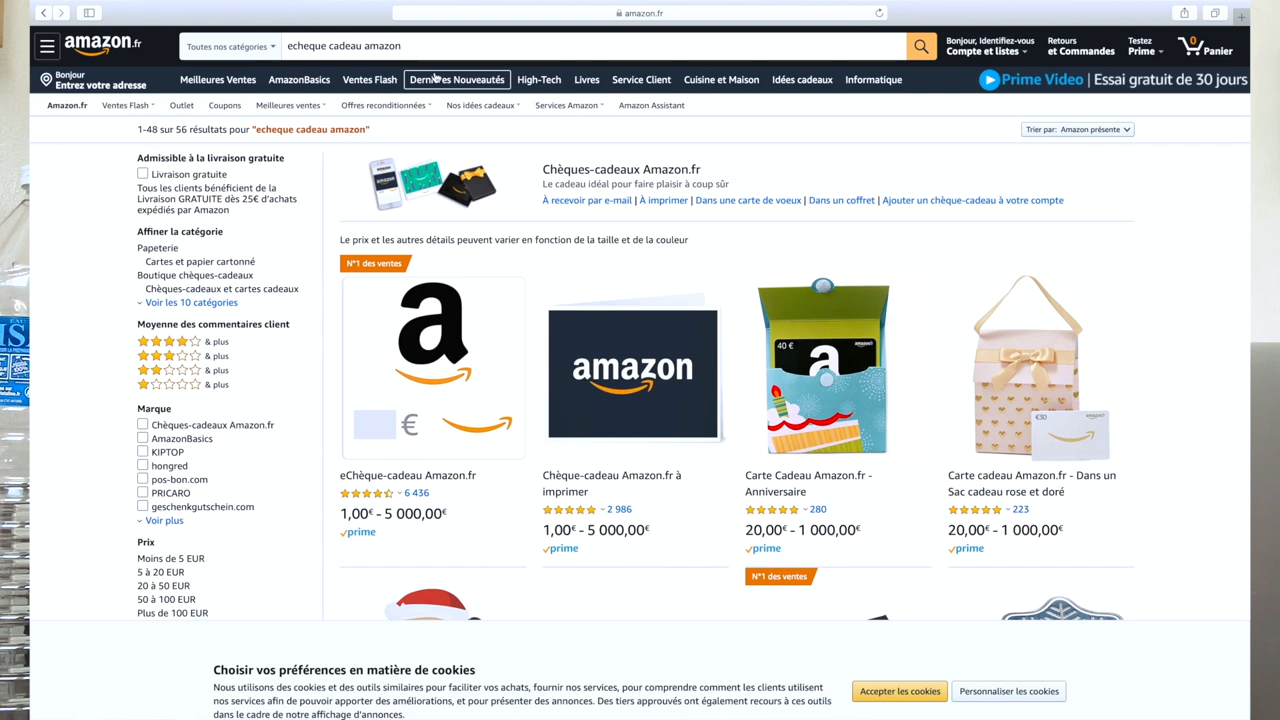 amazon.fr
amazon.fr
Toutes nos catégories
echeque cadeau amazon
Bonjour, Identifiez-vous
Compte et listes
Retours
et Commandes
Testez
Prime
0
Panier
Bonjour
Entrez votre adresse
Meilleures Ventes
AmazonBasics
Ventes Flash
Dernières Nouveautés
High-Tech
Livres
Service Client
Cuisine et Maison
Idées cadeaux
Informatique
Prime Video | Essai gratuit de 30 jours
Amazon.fr
Ventes Flash
Outlet
Coupons
Meilleures ventes
Offres reconditionnées
Nos idées cadeaux
Services Amazon
Amazon Assistant
1-48 sur 56 résultats pour "echeque cadeau amazon"
Trier par: Amazon présente
Admissible à la livraison gratuite
Livraison gratuite
Tous les clients bénéficient de la
Livraison GRATUITE dès 25€ d'achats
expédiés par Amazon
Affiner la catégorie
Papeterie
Cartes et papier cartonné
Boutique chèques-cadeaux
Chèques-cadeaux et cartes cadeaux
Voir les 10 catégories
Moyenne des commentaires client
& plus
& plus
& plus
& plus
Marque
Chèques-cadeaux Amazon.fr
AmazonBasics
KIPTOP
hongred
pos-bon.com
PRICARO
geschenkgutschein.com
Voir plus
Prix
Moins de 5 EUR
5 à 20 EUR
20 à 50 EUR
50 à 100 EUR
Plus de 100 EUR
Chèques-cadeaux Amazon.fr
Le cadeau idéal pour faire plaisir à coup sûr
À recevoir par e-mail | À imprimer | Dans une carte de voeux | Dans un coffret | Ajouter un chèque-cadeau à votre compte
Le prix et les autres détails peuvent varier en fonction de la taille et de la couleur
N°1 des ventes
a
€
eChèque-cadeau Amazon.fr
6 436
1,00€ - 5 000,00€
prime
amazon
Chèque-cadeau Amazon.fr à
imprimer
2 986
1,00€ - 5 000,00€
prime
40 €
a
Carte Cadeau Amazon.fr -
Anniversaire
280
20,00€ - 1 000,00€
prime
€30
Carte cadeau Amazon.fr - Dans un
Sac cadeau rose et doré
223
20,00€ - 1 000,00€
prime
N°1 des ventes
Choisir vos préférences en matière de cookies
Nous utilisons des cookies et des outils similaires pour faciliter vos achats, fournir nos services, pour comprendre comment les clients utilisent
nos services afin de pouvoir apporter des améliorations, et pour présenter des annonces. Des tiers approuvés ont également recours à ces outils
dans le cadre de notre affichage d'annonces.
Accepter les cookies
Personnaliser les cookies